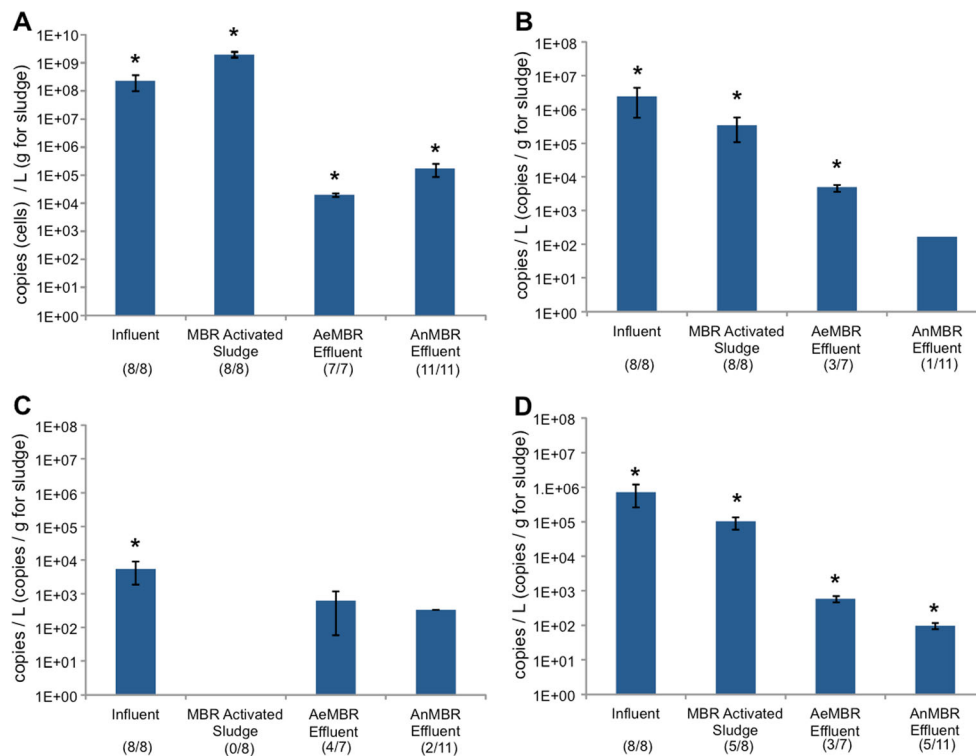 A
copies (cells) / L (g for sludge)
1E+10
1E+09
1E+08
1E+07
1E+06
1E+05
1E+04
1E+03
1E+02
1E+01
1E+00
*
*
*
*
Influent
(8/8)
MBR Activated
Sludge
(8/8)
AeMBR
Effluent
(7/7)
AnMBR
Effluent
(11/11)
B
copies / L (copies / g for sludge)
1E+08
1E+07
1E+06
1E+05
1E+04
1E+03
1E+02
1E+01
1E+00
*
*
*
Influent
(8/8)
MBR Activated
Sludge
(8/8)
AeMBR
Effluent
(3/7)
AnMBR
Effluent
(1/11)
C
copies / L (copies / g for sludge)
1E+08
1E+07
1E+06
1E+05
1E+04
1E+03
1E+02
1E+01
1E+00
*
Influent
(8/8)
MBR Activated
Sludge
(0/8)
AeMBR
Effluent
(4/7)
AnMBR
Effluent
(2/11)
D
copies / L (copies / g for sludge)
1E+08
1E+07
1.E+06
1E+05
1E+04
1E+03
1E+02
1E+01
1E+00
*
*
*
*
Influent
(8/8)
MBR Activated
Sludge
(5/8)
AeMBR
Effluent
(3/7)
AnMBR
Effluent
(5/11)